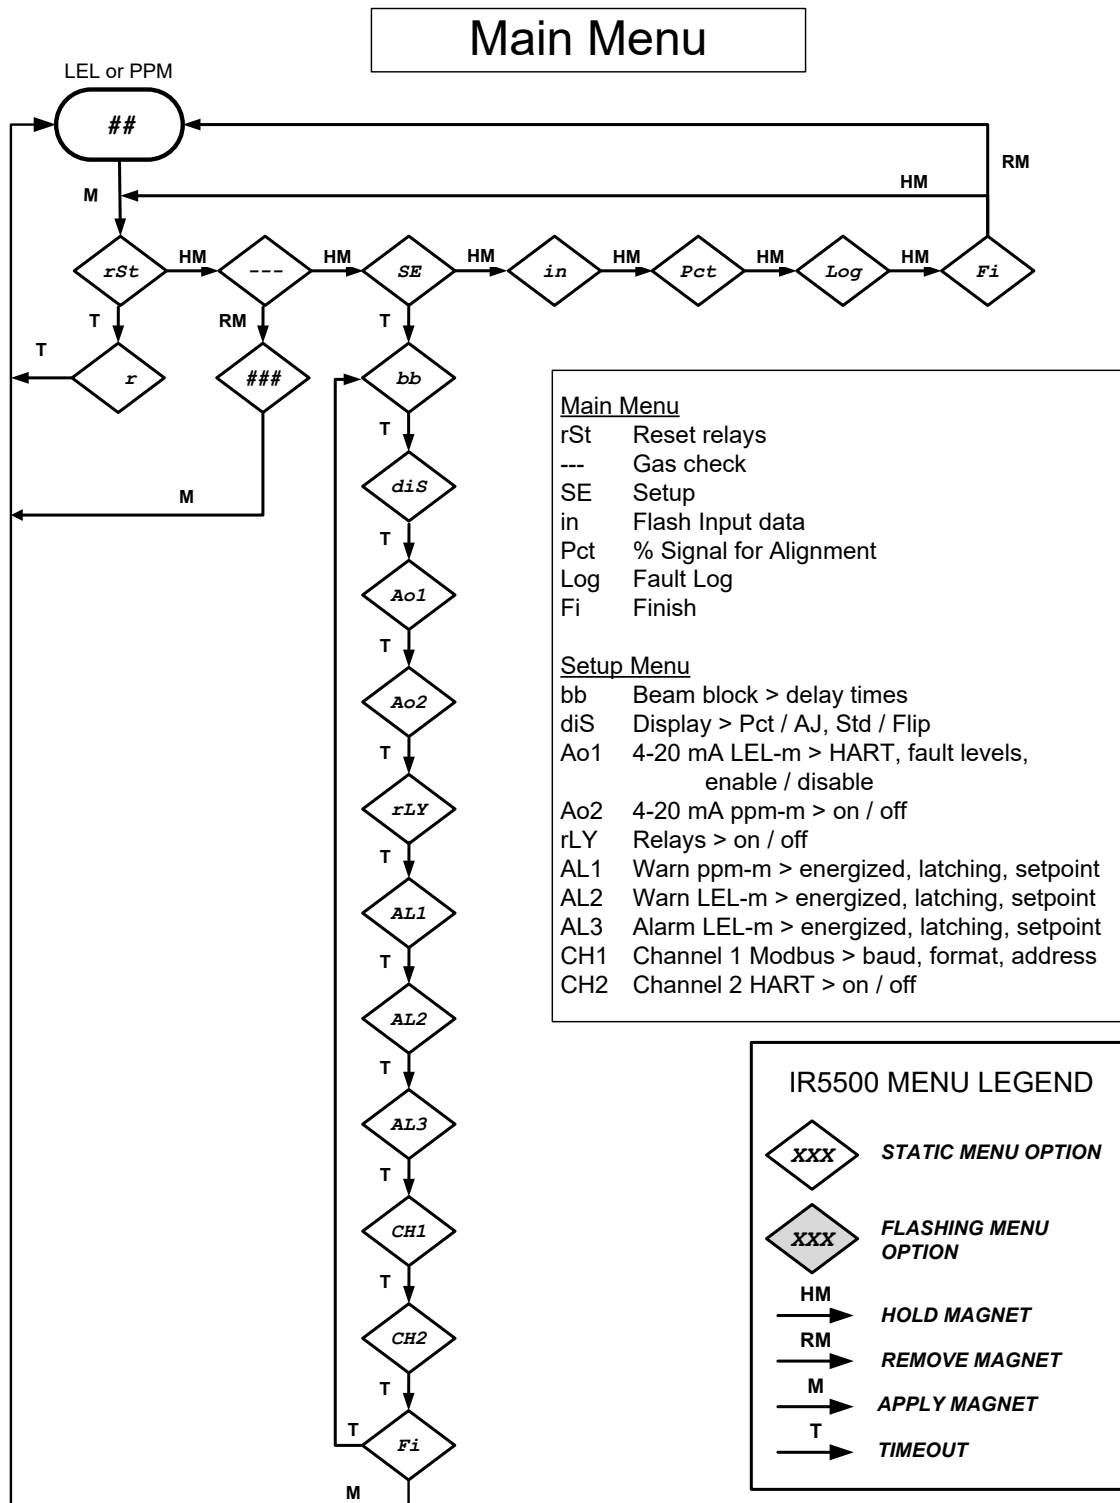 Main Menu
LEL or PPM
##
RM
HM
M
rSt
HM
---
HM
SE
HM
in
HM
Pct
HM
Log
HM
Fi
T
RM
T
T
r
###
bb
M
T
diS
T
Ao1
T
Ao2
T
rLY
T
AL1
T
AL2
T
AL3
T
CH1
T
CH2
T
Fi
T
M
Main Menu
rSt Reset relays
--- Gas check
SE Setup
in Flash Input data
Pct % Signal for Alignment
Log Fault Log
Fi Finish
Setup Menu
bb Beam block > delay times
diS Display > Pct / AJ, Std / Flip
Ao1 4-20 mA LEL-m > HART, fault levels,
enable / disable
Ao2 4-20 mA ppm-m > on / off
rLY Relays > on / off
AL1 Warn ppm-m > energized, latching, setpoint
AL2 Warn LEL-m > energized, latching, setpoint
AL3 Alarm LEL-m > energized, latching, setpoint
CH1 Channel 1 Modbus > baud, format, address
CH2 Channel 2 HART > on / off
IR5500 MENU LEGEND
XXX STATIC MENU OPTION
XXX FLASHING MENU
OPTION
HM
HOLD MAGNET
RM
REMOVE MAGNET
M
APPLY MAGNET
T
TIMEOUT